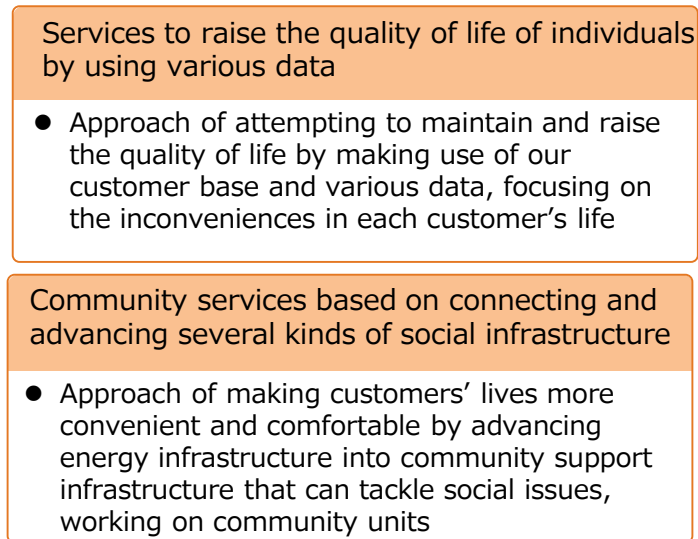 Services to raise the quality of life of individuals
by using various data
● Approach of attempting to maintain and raise
the quality of life by making use of our
customer base and various data, focusing on
the inconveniences in each customer’s life
Community services based on connecting and
advancing several kinds of social infrastructure
● Approach of making customers’ lives more
convenient and comfortable by advancing
energy infrastructure into community support
infrastructure that can tackle social issues,
working on community units